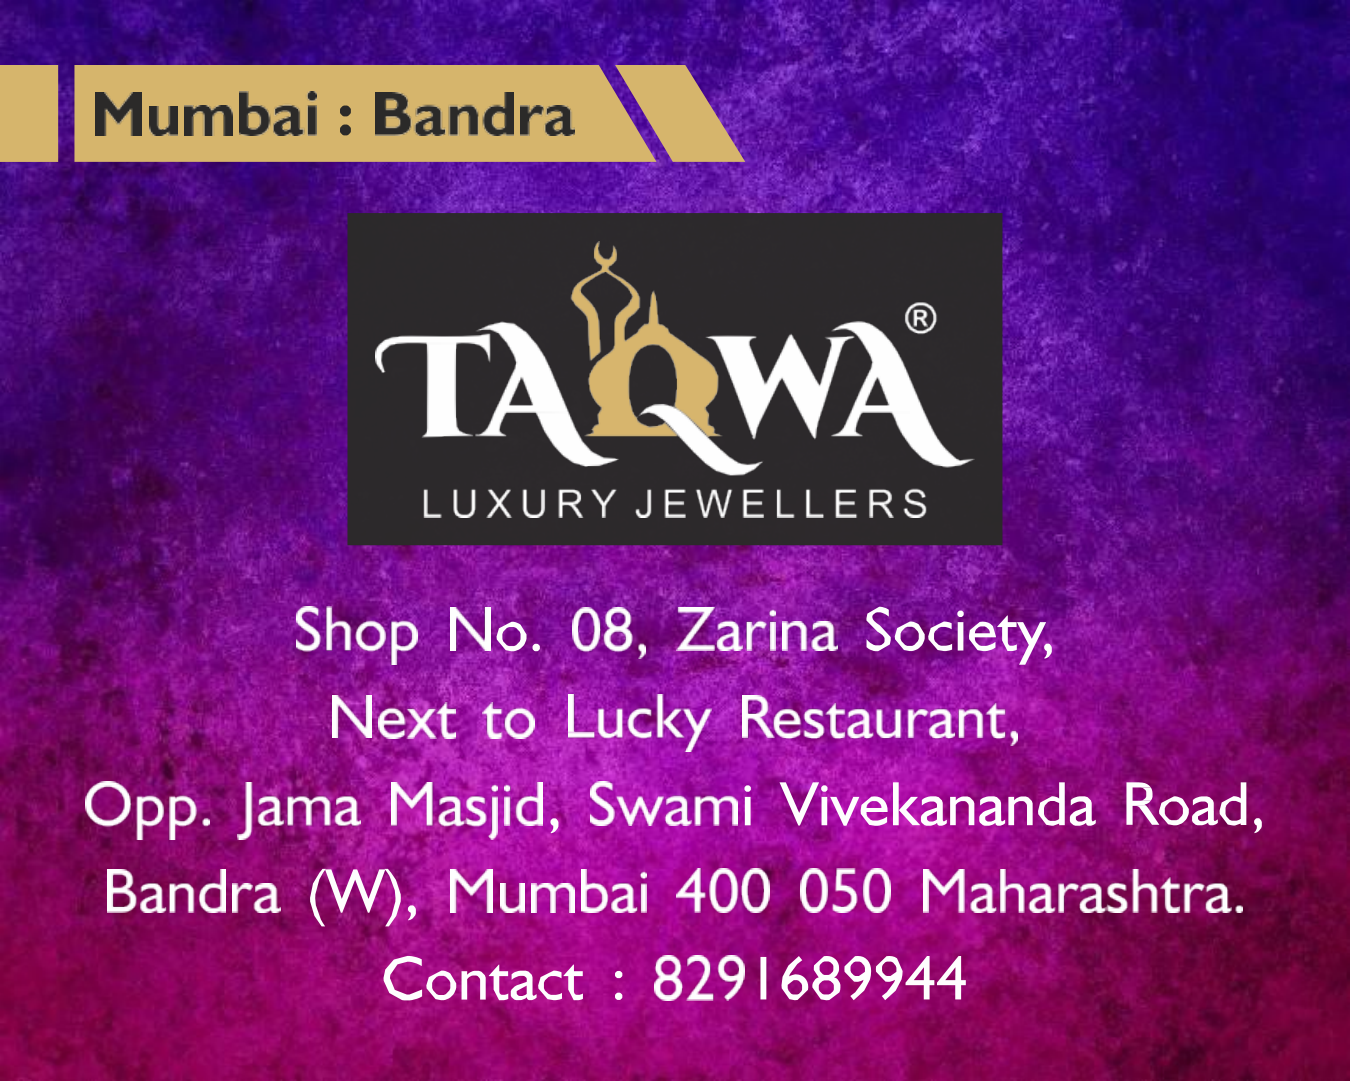 Mumbai : Bandra
TAQWA®
LUXURY JEWELLERS
Shop No. 08, Zarina Society,
Next to Lucky Restaurant,
Opp. Jama Masjid, Swami Vivekananda Road,
Bandra (W), Mumbai 400 050 Maharashtra.
Contact : 8291689944